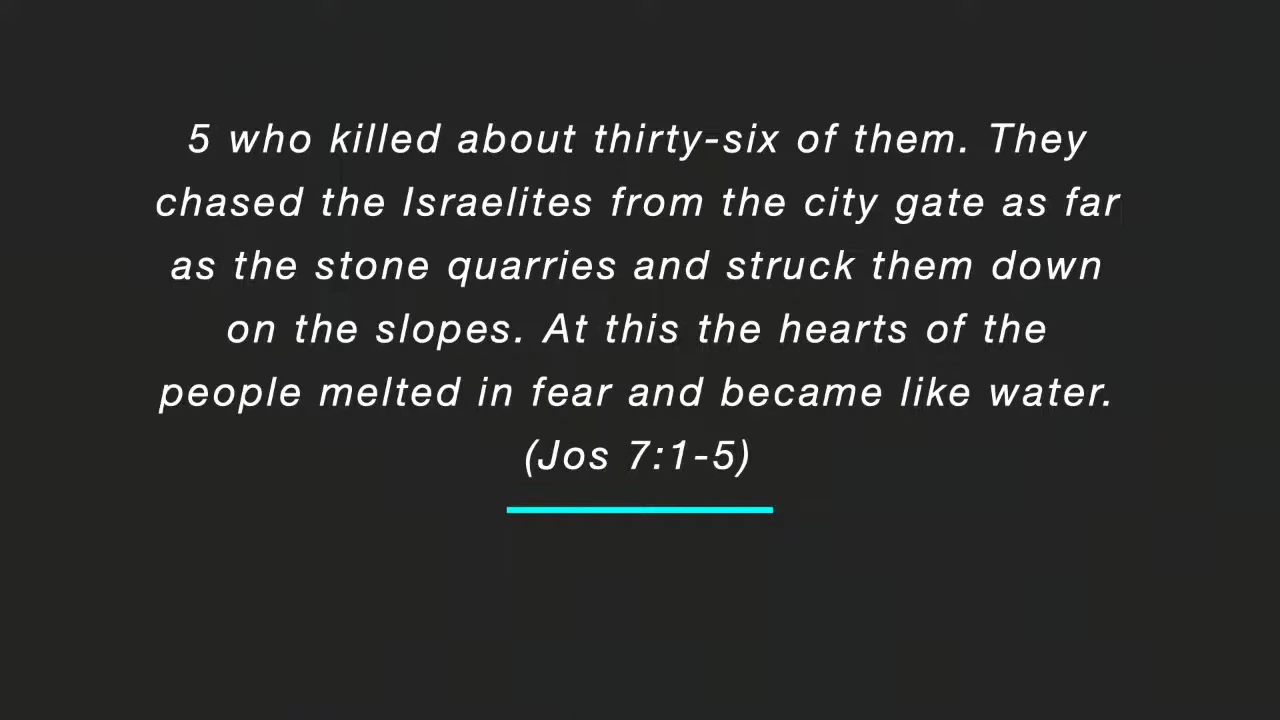 5 who killed about thirty-six of them. They
chased the Israelites from the city gate as far
as the stone quarries and struck them down
on the slopes. At this the hearts of the
people melted in fear and became like water.
(Jos 7:1-5)